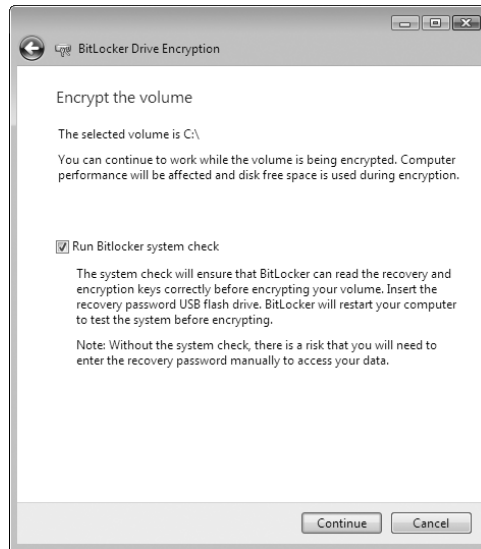 BitLocker Drive Encryption
Encrypt the volume
The selected volume is C:\
You can continue to work while the volume is being encrypted. Computer
performance will be affected and disk free space is used during encryption.
Run Bitlocker system check
The system check will ensure that BitLocker can read the recovery and
encryption keys correctly before encrypting your volume. Insert the
recovery password USB flash drive. BitLocker will restart your computer
to test the system before encrypting.
Note: Without the system check, there is a risk that you will need to
enter the recovery password manually to access your data.
Continue Cancel